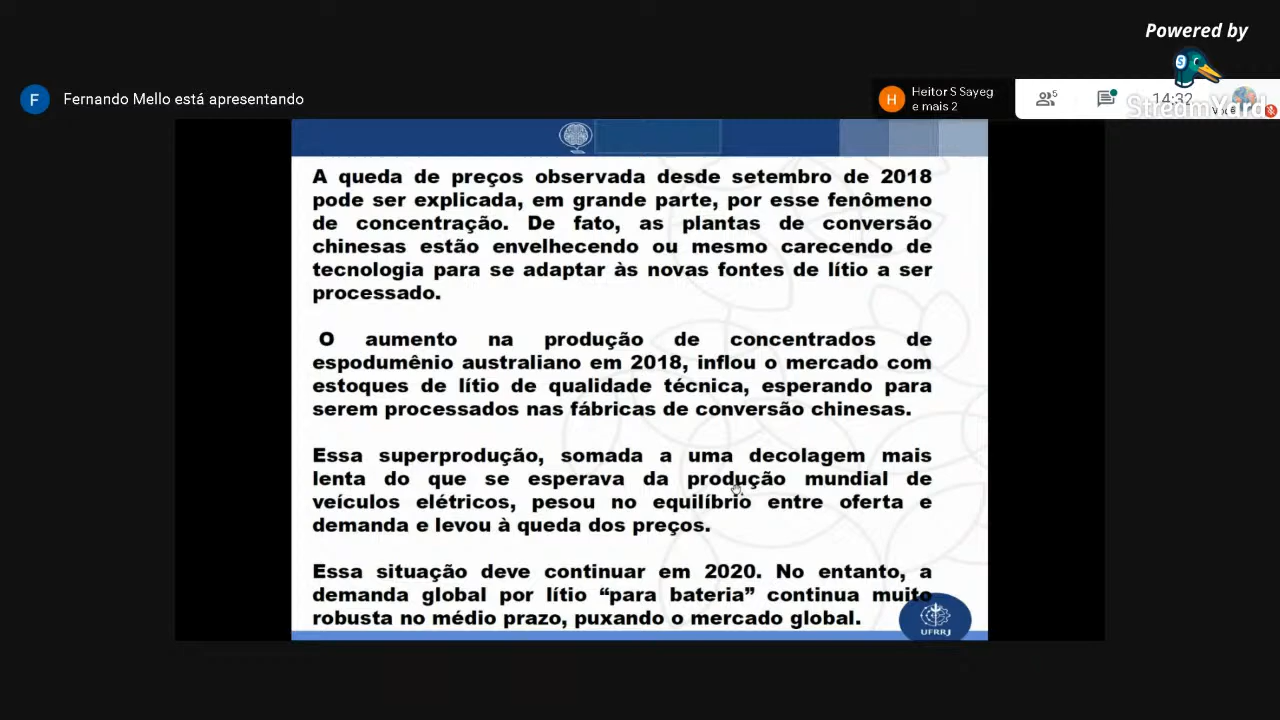 Powered by
Fernando Mello está apresentando
H
Heitor S Sayeg
e mais 2
5
14:32
Você
StreamYard
F
S
A queda de preços observada desde setembro de 2018
pode ser explicada, em grande parte, por esse fenômeno
de concentração. De fato, as plantas de conversão
chinesas estão envelhecendo ou mesmo carecendo de
tecnologia para se adaptar às novas fontes de lítio a ser
processado.
O aumento na produção de concentrados de
espodumênio australiano em 2018, inflou o mercado com
estoques de lítio de qualidade técnica, esperando para
serem processados nas fábricas de conversão chinesas.
Essa superprodução, somada a uma decolagem mais
lenta do que se esperava da produção mundial de
veículos elétricos, pesou no equilíbrio entre oferta e
demanda e levou à queda dos preços.
Essa situação deve continuar em 2020. No entanto, a
demanda global por lítio “para bateria” continua muito
robusta no médio prazo, puxando o mercado global.
UFRRJ